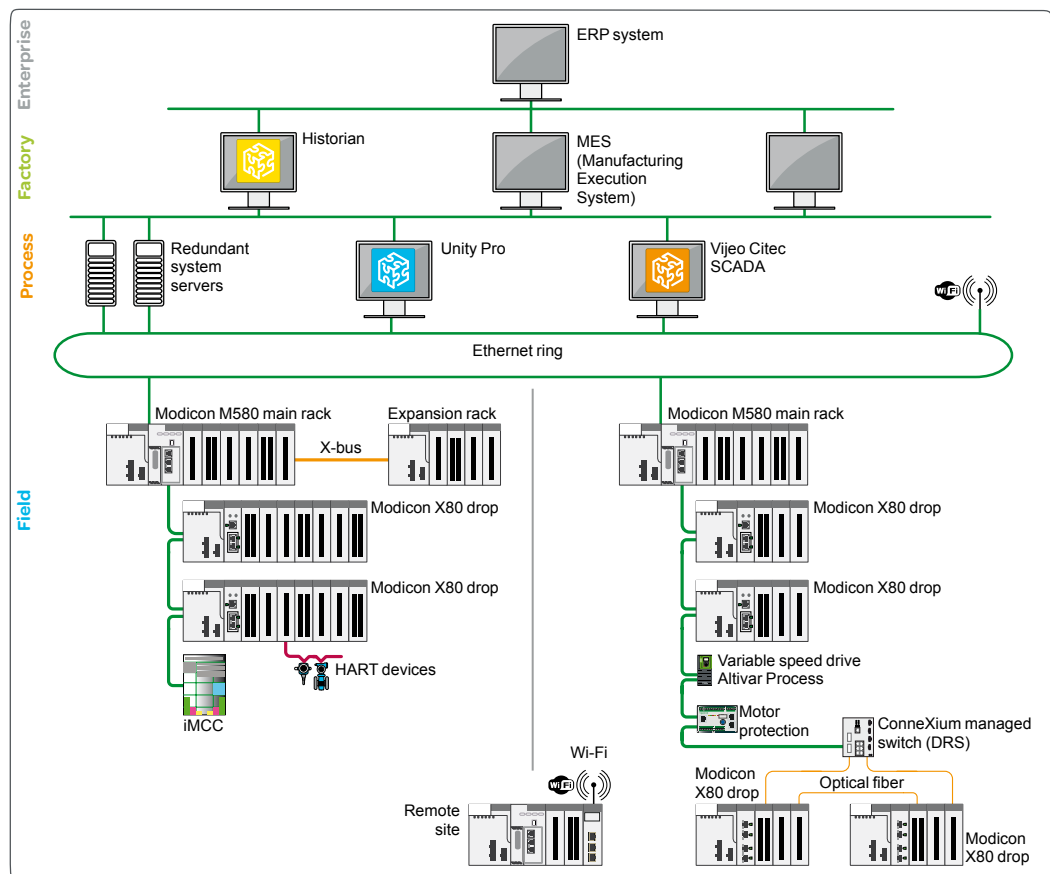 Enterprise
ERP system
Factory
Historian
MES
(Manufacturing
Execution
System)
Process
Redundant
system
servers
Unity Pro
Vijeo Citec
SCADA
Wi Fi
Ethernet ring
Field
Modicon M580 main rack
Expansion rack
X-bus
Modicon X80 drop
Modicon X80 drop
HART devices
iMCC
Modicon M580 main rack
Modicon X80 drop
Modicon X80 drop
Variable speed drive
Altivar Process
Motor
protection
ConneXium managed
switch (DRS)
Wi-Fi
Wi Fi
Remote
site
Modicon
X80 drop
Optical fiber
Modicon
X80 drop